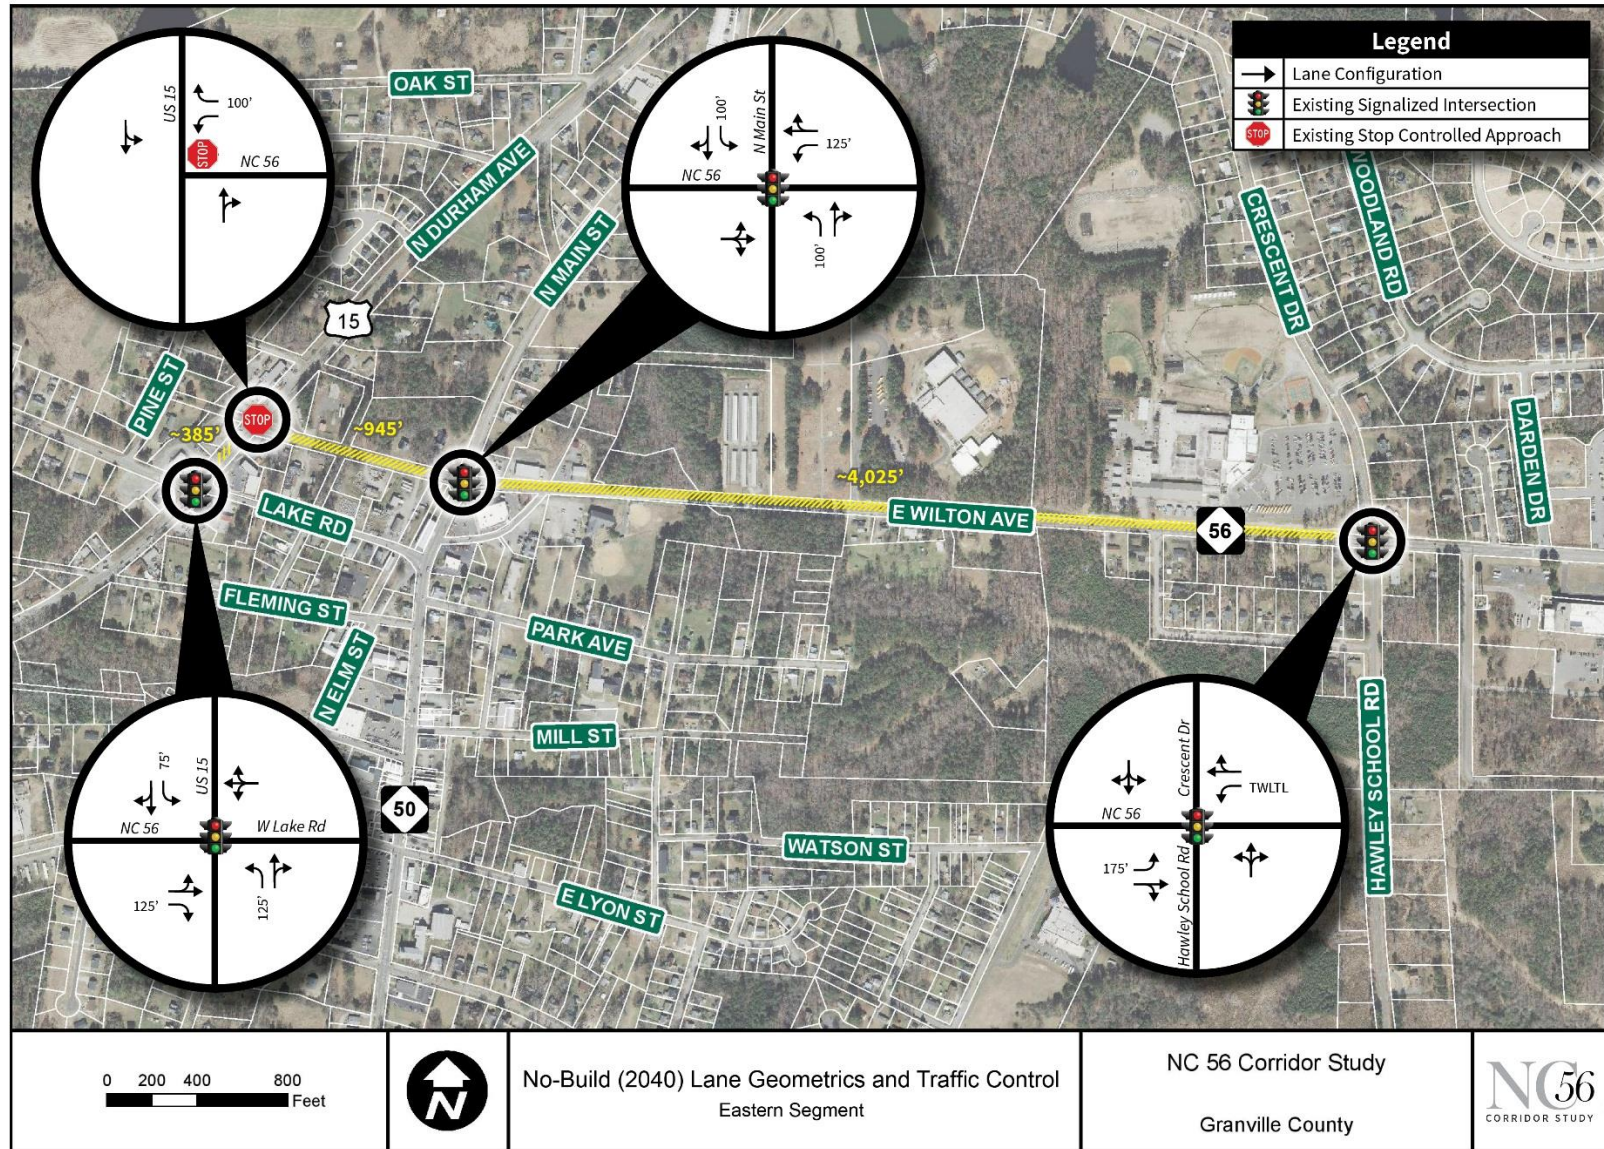 Legend
Lane Configuration
Existing Signalized Intersection
STOP
Existing Stop Controlled Approach
US 15
100'
STOP
NC 56
OAK ST
N DURHAM AVE
N MAIN ST
15
100'
N Main St
125'
NC 56
100'
CRESCENT DR
WOODLAND RD
DARDEN DR
PINE ST
~385'
STOP
~945'
~4,025'
E WILTON AVE
56
LAKE RD
FLEMING ST
N ELM ST
PARK AVE
MILL ST
50
WATSON ST
E LYON ST
HAWLEY SCHOOL RD
75'
US 15
NC 56
W Lake Rd
125'
125'
Crescent Dr
TWLTL
NC 56
175'
Hawley School Rd
0 200 400 800
Feet
N
No-Build (2040) Lane Geometrics and Traffic Control
Eastern Segment
NC 56 Corridor Study
Granville County
NC 56
CORRIDOR STUDY